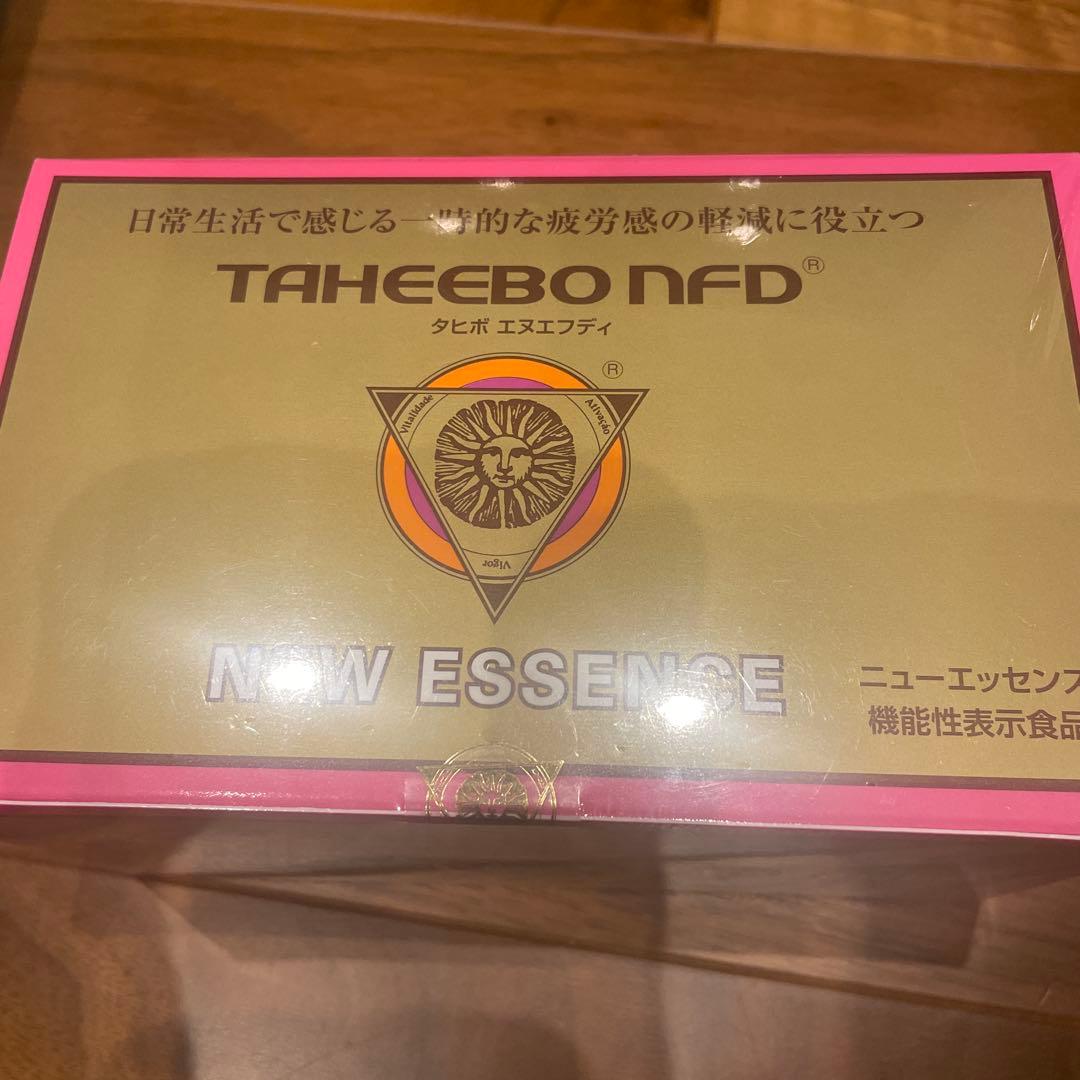 日常生活で感じる一時的な疲労感の軽減に役立つ
TAHEEBO NFD®
タヒボ エヌエフディ
®
Vitalidade
Ativação
Vigor
NEW ESSENCE
ニューエッセンス
機能性表示食品